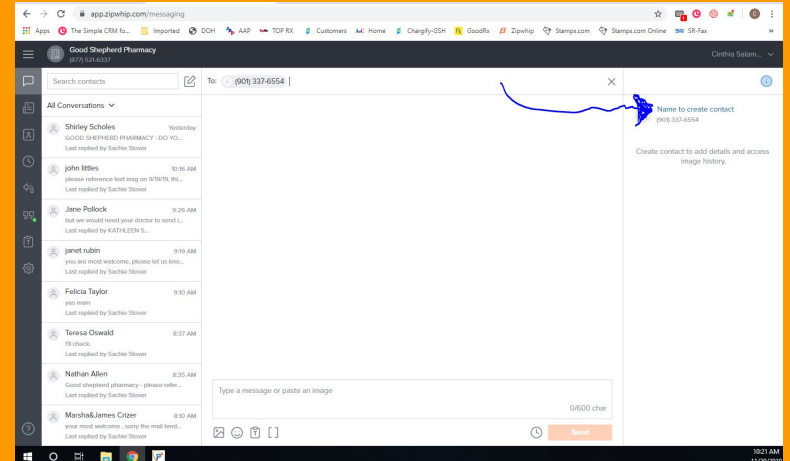 app.zipwhip.com/messaging
Apps The Simple CRM fo... Imported DOH AAP TOP RX Customers Home Chargify-GSH GoodRx Zipwhip Stamps.com Stamps.com Online SR-Fax »
Good Shepherd Pharmacy
(877) 521-6337
Cinthia Salam...
Search contacts
To: (901) 337-6554
All Conversations
Name to create contact
(901) 337-6554
Create contact to add details and access
image history.
Shirley Scholes Yesterday
GOOD SHEPHERD PHARMACY : DO YO...
Last replied by Sachie Stover
john littles 10:16 AM
please reference text msg on 9/19/19, thi...
Last replied by Sachie Stover
Jane Pollock 9:26 AM
but we would need your doctor to send i...
Last replied by KATHLEEN S...
janet rubin 9:19 AM
you are most welcome, please let us kno...
Last replied by Sachie Stover
Felicia Taylor 9:10 AM
yes mam
Last replied by Sachie Stover
Teresa Oswald 8:37 AM
I'll check.
Last replied by Sachie Stover
Nathan Allen 8:35 AM
Good shepherd pharmacy - please refer...
Last replied by Sachie Stover
Marsha&James Crizer 8:10 AM
your most welcome , sorry the mail tend...
Last replied by Sachie Stover
Type a message or paste an image
0/600 char
Send
10:21 AM